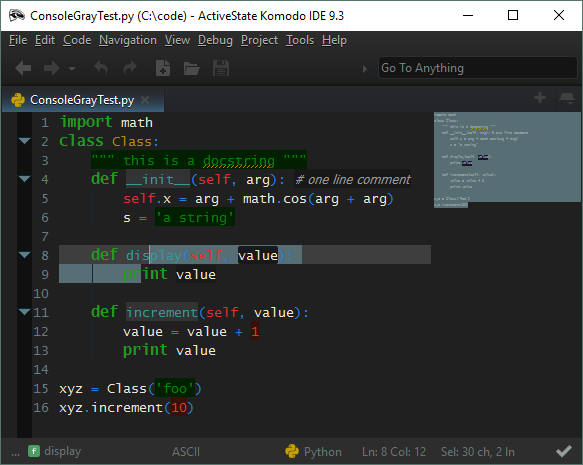 ConsoleGrayTest.py (C:\code) - ActiveState Komodo IDE 9.3
File Edit Code Navigation View Debug Project Tools Help
Go To Anything
ConsoleGrayTest.py
1 import math
2 class Class:
3 """ this is a docstring """
4 def __init__(self, arg): # one line comment
5 self.x = arg + math.cos(arg + arg)
6 s = 'a string'
7
8 def display(self, value):
9 print value
10
11 def increment(self, value):
12 value = value + 1
13 print value
14
15 xyz = Class('foo')
16 xyz.increment(10)
... f display ASCII Python Ln: 8 Col: 12 Sel: 30 ch, 2 ln